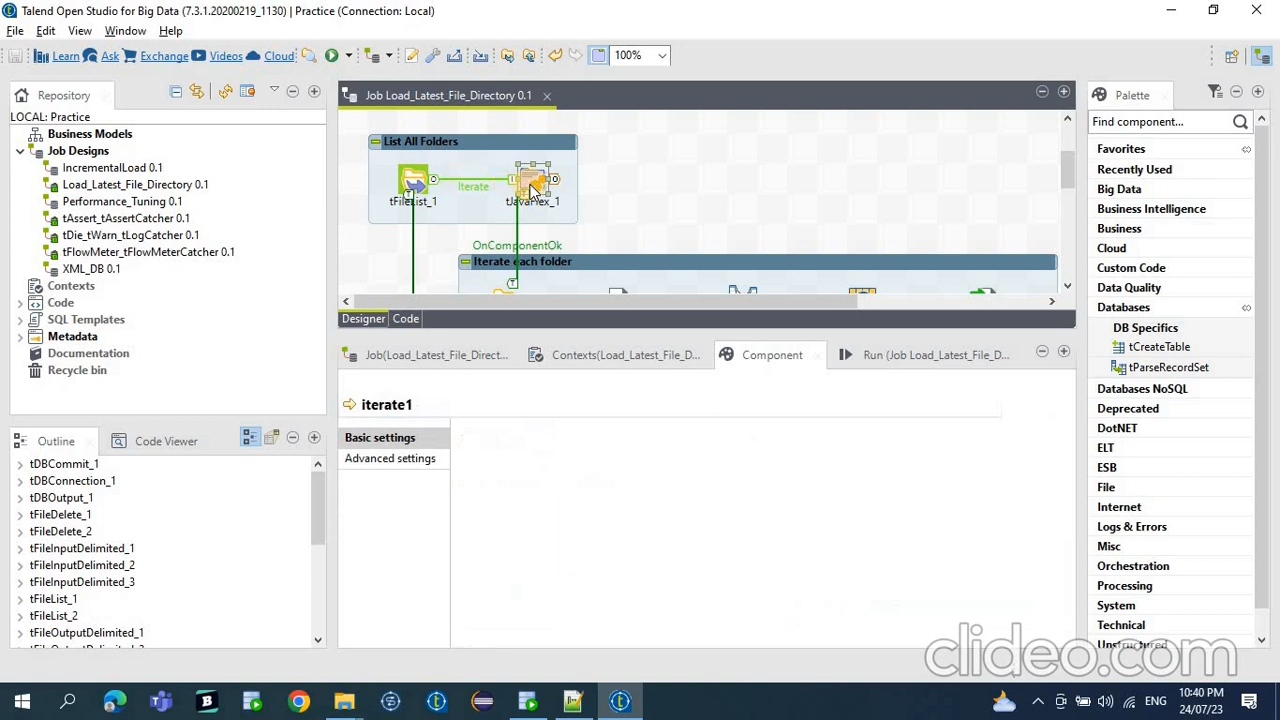 Talend Open Studio for Big Data (7.3.1.20200219_1130) | Practice (Connection: Local)
File Edit View Window Help
Learn Ask Exchange Videos Cloud 100%
Repository
LOCAL: Practice
Business Models
Job Designs
IncrementalLoad 0.1
Load_Latest_File_Directory 0.1
Performance_Tuning 0.1
tAssert_tAssertCatcher 0.1
tDie_tWarn_tLogCatcher 0.1
tFlowMeter_tFlowMeterCatcher 0.1
XML_DB 0.1
Contexts
Code
SQL Templates
Metadata
Documentation
Recycle bin
Outline Code Viewer
tDBCommit_1
tDBConnection_1
tDBOutput_1
tFileDelete_1
tFileDelete_2
tFileInputDelimited_1
tFileInputDelimited_2
tFileInputDelimited_3
tFileList_1
tFileList_2
tFileOutputDelimited_1
Job Load_Latest_File_Directory 0.1
List All Folders
Iterate
tFileList_1
tJavaFlex_1
OnComponentOk
Iterate each folder
Designer Code
Job(Load_Latest_File_Direct... Contexts(Load_Latest_File_D... Component Run (Job Load_Latest_File_D...
iterate1
Basic settings
Advanced settings
Palette
Find component...
Favorites
Recently Used
Big Data
Business Intelligence
Business
Cloud
Custom Code
Data Quality
Databases
DB Specifics
tCreateTable
tParseRecordSet
Databases NoSQL
Deprecated
DotNET
ELT
ESB
File
Internet
Logs & Errors
Misc
Orchestration
Processing
System
Technical
Unstructured
clideo.com
ENG
10:40 PM
24/07/23